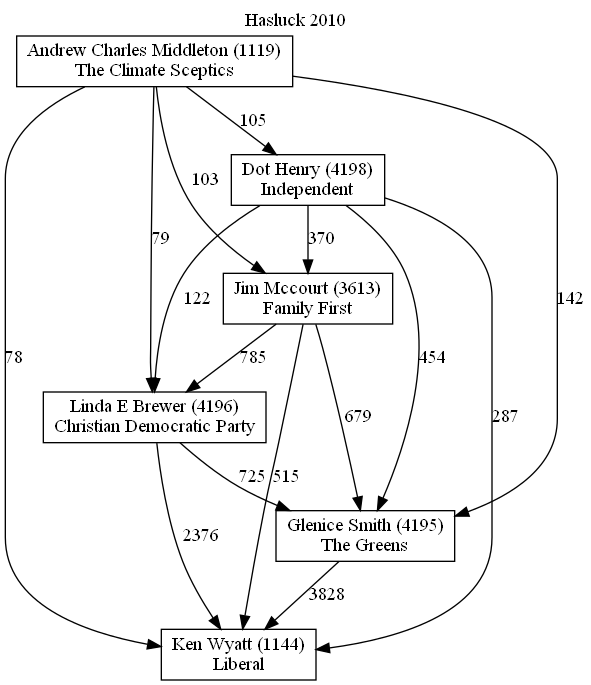 Hasluck 2010
Andrew Charles Middleton (1119)
The Climate Sceptics
105
Dot Henry (4198)
Independent
103
79
370
122
142
Jim Mccourt (3613)
Family First
78
785
454
679
287
Linda E Brewer (4196)
Christian Democratic Party
725
515
2376
Glenice Smith (4195)
The Greens
3828
Ken Wyatt (1144)
Liberal